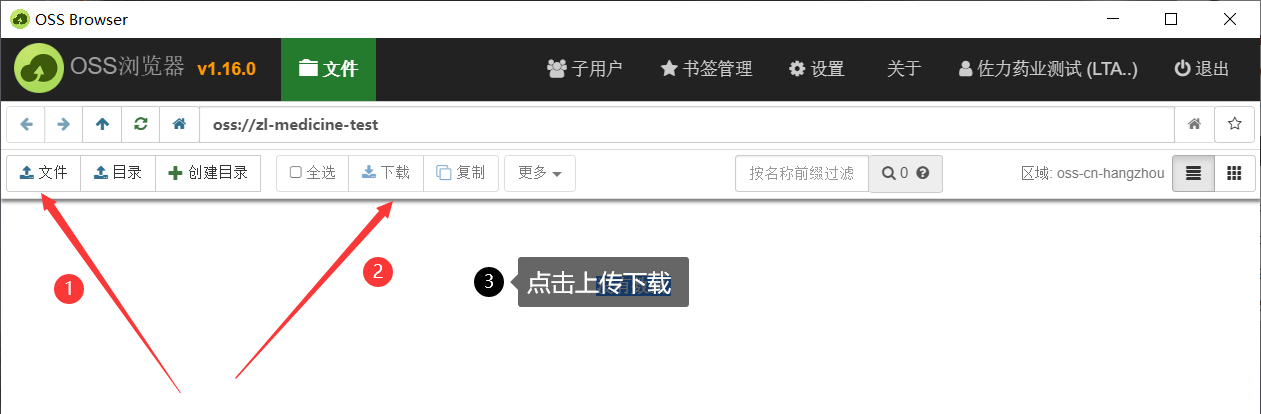 OSS Browser
OSS浏览器 v1.16.0 文件 子用户 书签管理 设置 关于 佐力药业测试 (LTA..) 退出
oss://zl-medicine-test
文件 目录 创建目录 全选 下载 复制 更多 按名称前缀过滤 0 区域: oss-cn-hangzhou
1 2
3 点击上传下载